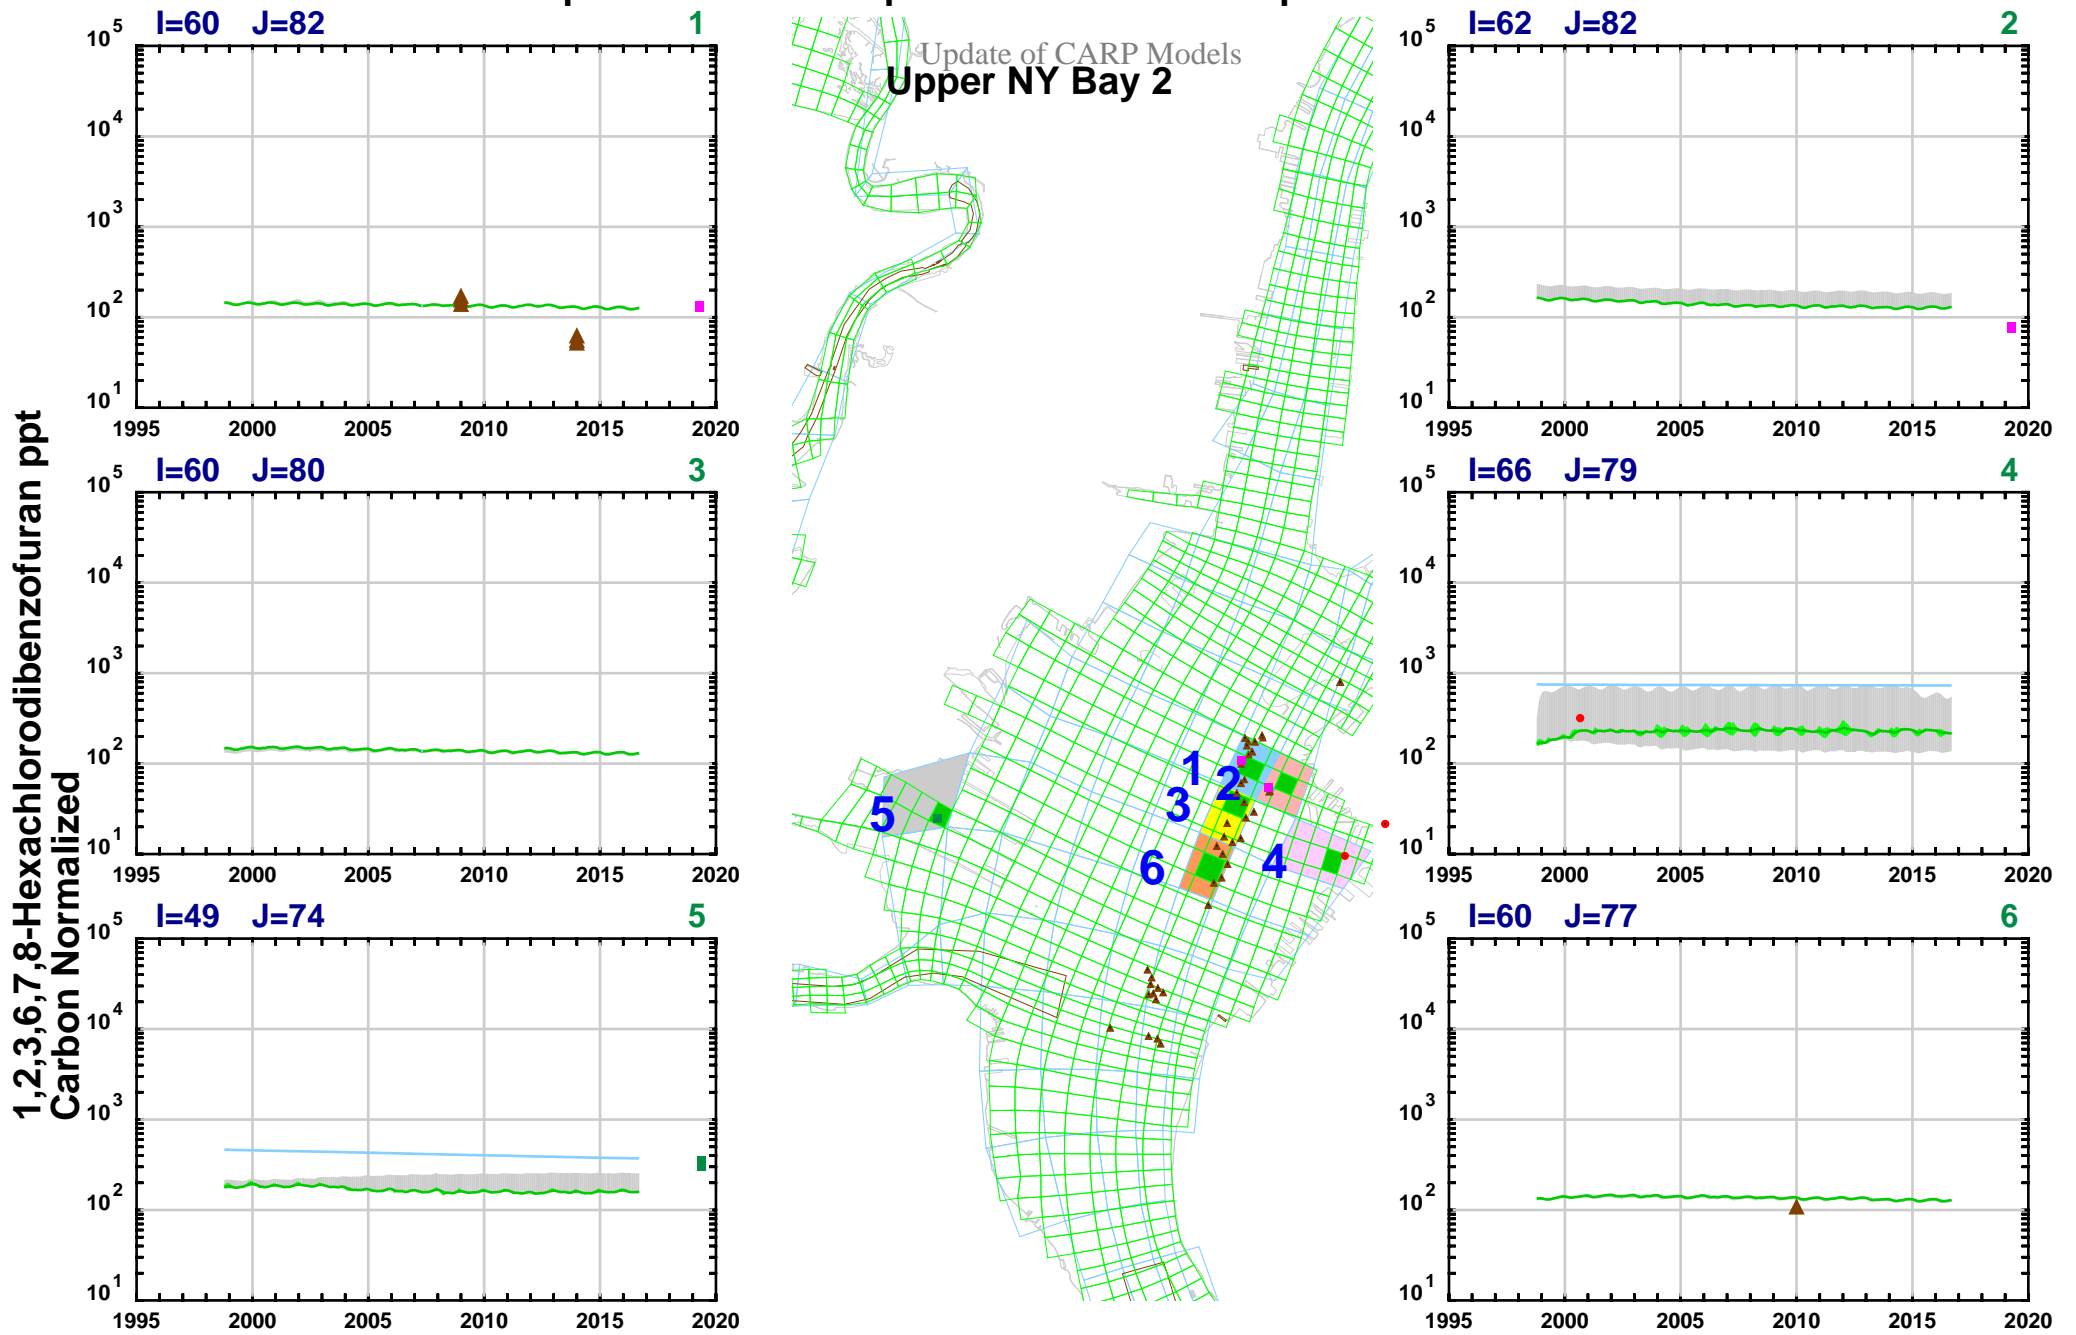 Update of CARP Models
Upper NY Bay 2
1,2,3,6,7,8-Hexachlorodibenzofuran ppt
Carbon Normalized
I=60 J=82 1
10^5
10^4
10^3
10^2
10^1
1995 2000 2005 2010 2015 2020
I=62 J=82 2
10^5
10^4
10^3
10^2
10^1
1995 2000 2005 2010 2015 2020
I=60 J=80 3
10^5
10^4
10^3
10^2
10^1
1995 2000 2005 2010 2015 2020
I=66 J=79 4
10^5
10^4
10^3
10^2
10^1
1995 2000 2005 2010 2015 2020
I=49 J=74 5
10^5
10^4
10^3
10^2
10^1
1995 2000 2005 2010 2015 2020
I=60 J=77 6
10^5
10^4
10^3
10^2
10^1
1995 2000 2005 2010 2015 2020
1
2
3
5
6
4